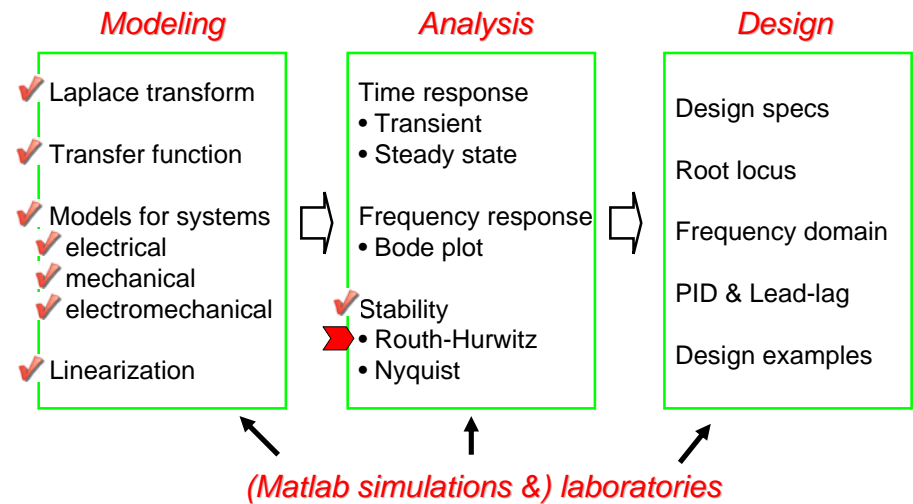 Modeling
Laplace transform
Transfer function
Models for systems
electrical
mechanical
electromechanical
Linearization
Analysis
Time response
• Transient
• Steady state
Frequency response
• Bode plot
Stability
• Routh-Hurwitz
• Nyquist
Design
Design specs
Root locus
Frequency domain
PID & Lead-lag
Design examples
(Matlab simulations &) laboratories